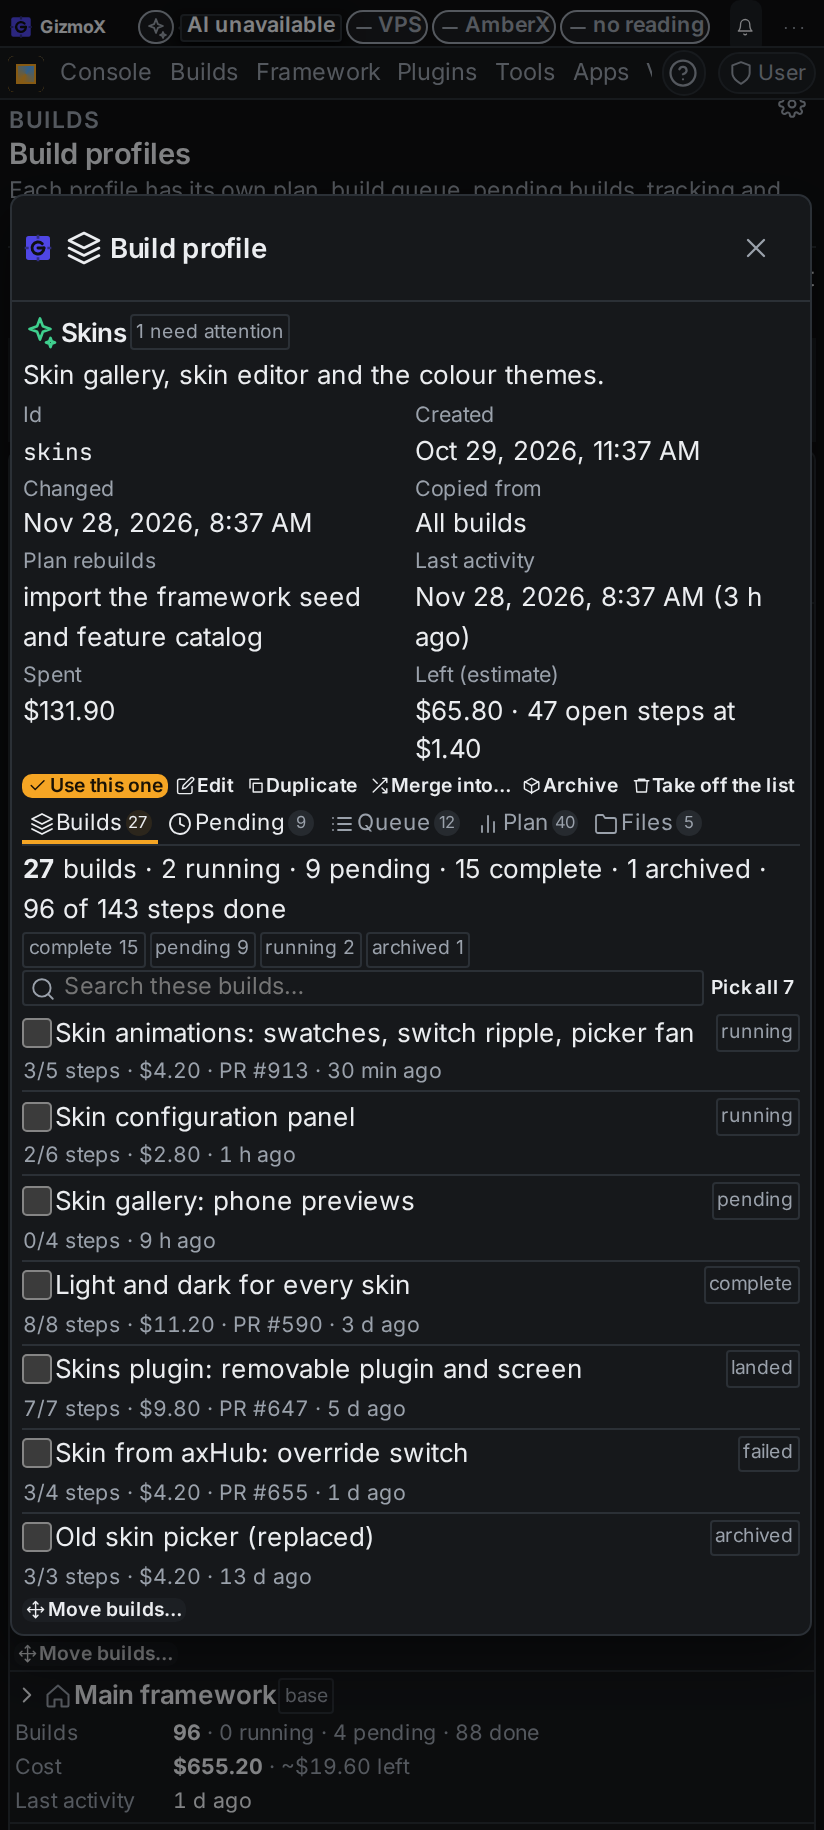 GizmoX AI unavailable — VPS — AmberX — no reading ...
Console Builds Framework Plugins Tools Apps User
BUILDS
Build profiles
Each profile has its own plan, build queue, pending builds, tracking and
Build profile
Skins 1 need attention
Skin gallery, skin editor and the colour themes.
Id Created
skins Oct 29, 2026, 11:37 AM
Changed Copied from
Nov 28, 2026, 8:37 AM All builds
Plan rebuilds Last activity
import the framework seed Nov 28, 2026, 8:37 AM (3 h
and feature catalog ago)
Spent Left (estimate)
$131.90 $65.80 · 47 open steps at
$1.40
Use this one Edit Duplicate Merge into... Archive Take off the list
Builds 27 Pending 9 Queue 12 Plan 40 Files 5
27 builds · 2 running · 9 pending · 15 complete · 1 archived ·
96 of 143 steps done
complete 15 pending 9 running 2 archived 1
Search these builds... Pick all 7
Skin animations: swatches, switch ripple, picker fan running
3/5 steps · $4.20 · PR #913 · 30 min ago
Skin configuration panel running
2/6 steps · $2.80 · 1 h ago
Skin gallery: phone previews pending
0/4 steps · 9 h ago
Light and dark for every skin complete
8/8 steps · $11.20 · PR #590 · 3 d ago
Skins plugin: removable plugin and screen landed
7/7 steps · $9.80 · PR #647 · 5 d ago
Skin from axHub: override switch failed
3/4 steps · $4.20 · PR #655 · 1 d ago
Old skin picker (replaced) archived
3/3 steps · $4.20 · 13 d ago
Move builds...
Move builds...
Main framework base
Builds 96 · 0 running · 4 pending · 88 done
Cost $655.20 · ~$19.60 left
Last activity 1 d ago